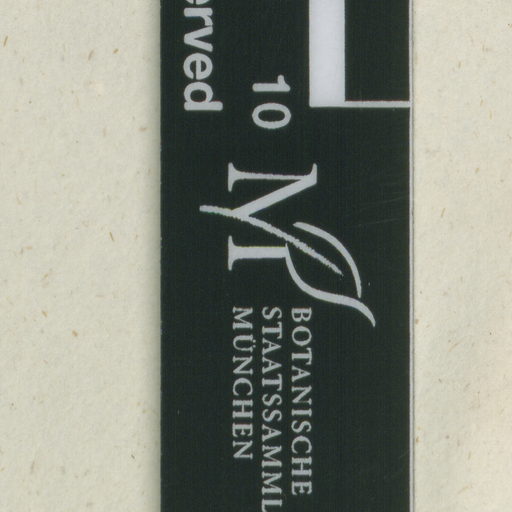 erved
10
M
BOTANISCHE
STAATSSAMML
MÜNCHEN